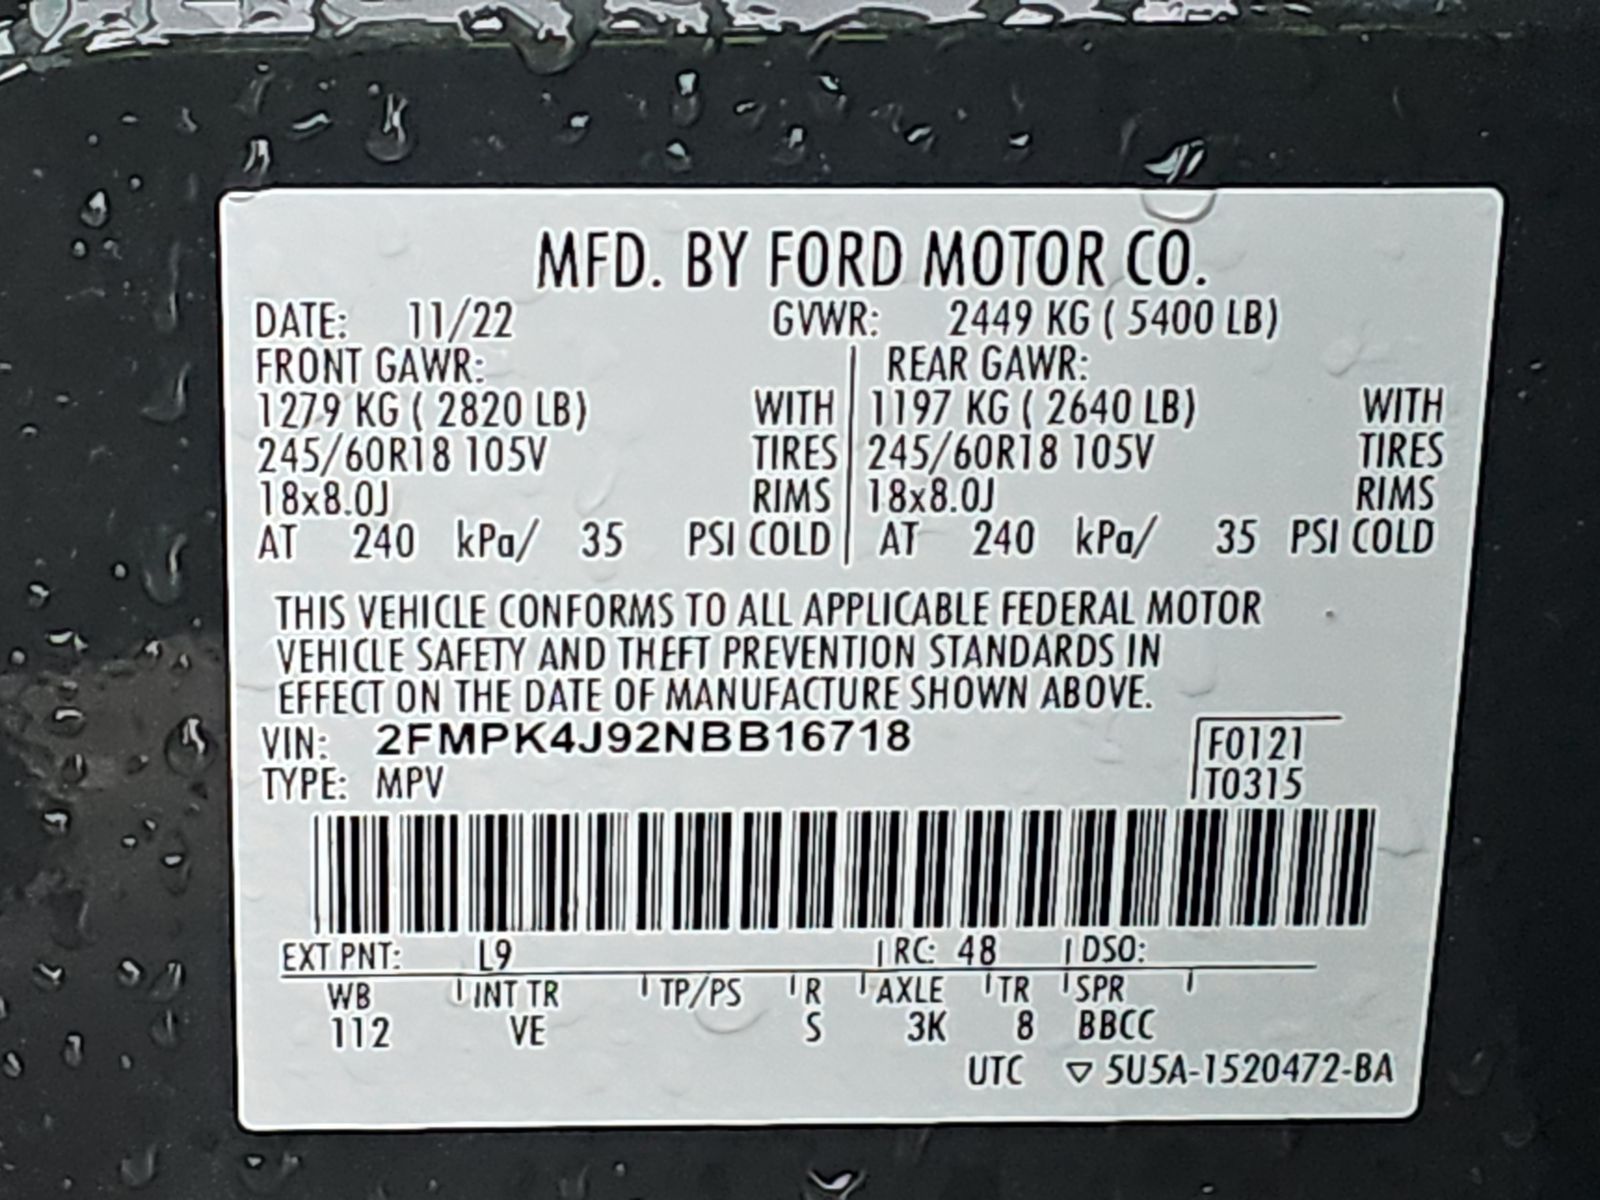 MFD. BY FORD MOTOR CO.
DATE: 11/22 GVWR: 2449 KG ( 5400 LB)
FRONT GAWR: REAR GAWR:
1279 KG ( 2820 LB) WITH 1197 KG ( 2640 LB) WITH
245/60R18 105V TIRES 245/60R18 105V TIRES
18x8.0J RIMS 18x8.0J RIMS
AT 240 kPa/ 35 PSI COLD AT 240 kPa/ 35 PSI COLD
THIS VEHICLE CONFORMS TO ALL APPLICABLE FEDERAL MOTOR
VEHICLE SAFETY AND THEFT PREVENTION STANDARDS IN
EFFECT ON THE DATE OF MANUFACTURE SHOWN ABOVE.
VIN: 2FMPK4J92NBB16718 F0121
TYPE: MPV T0315
EXT PNT: L9 RC: 48 DSO:
WB INT TR TP/PS R AXLE TR SPR
112 VE S 3K 8 BBCC
UTC ▽ 5U5A-1520472-BA